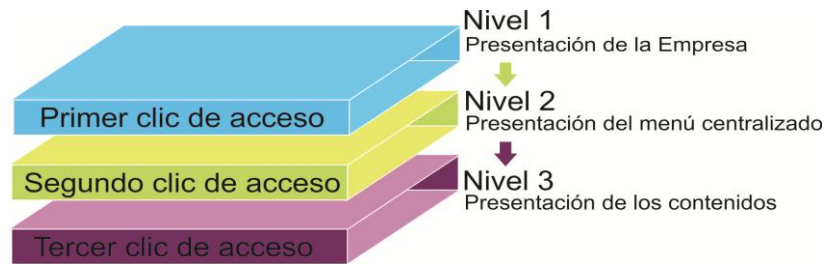 Nivel 1
Presentación de la Empresa
Primer clic de acceso
Nivel 2
Presentación del menú centralizado
Segundo clic de acceso
Nivel 3
Presentación de los contenidos
Tercer clic de acceso